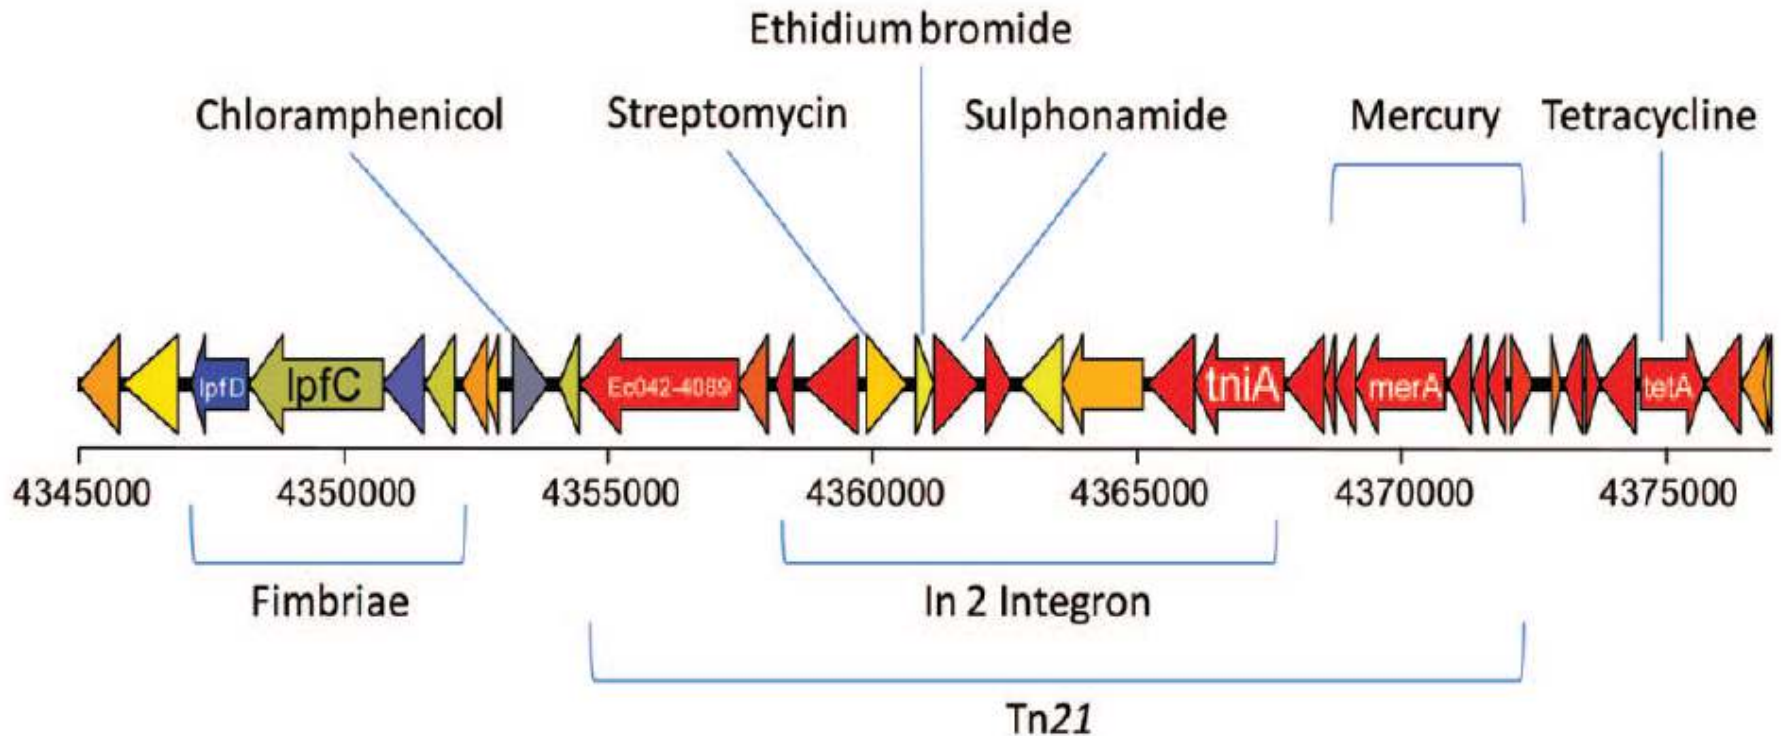 Ethidium bromide
Chloramphenicol Streptomycin Sulphonamide Mercury Tetracycline
lpfD lpfC Ec042-4089 tniA merA tetA
4345000 4350000 4355000 4360000 4365000 4370000 4375000
Fimbriae In 2 Integron
Tn21